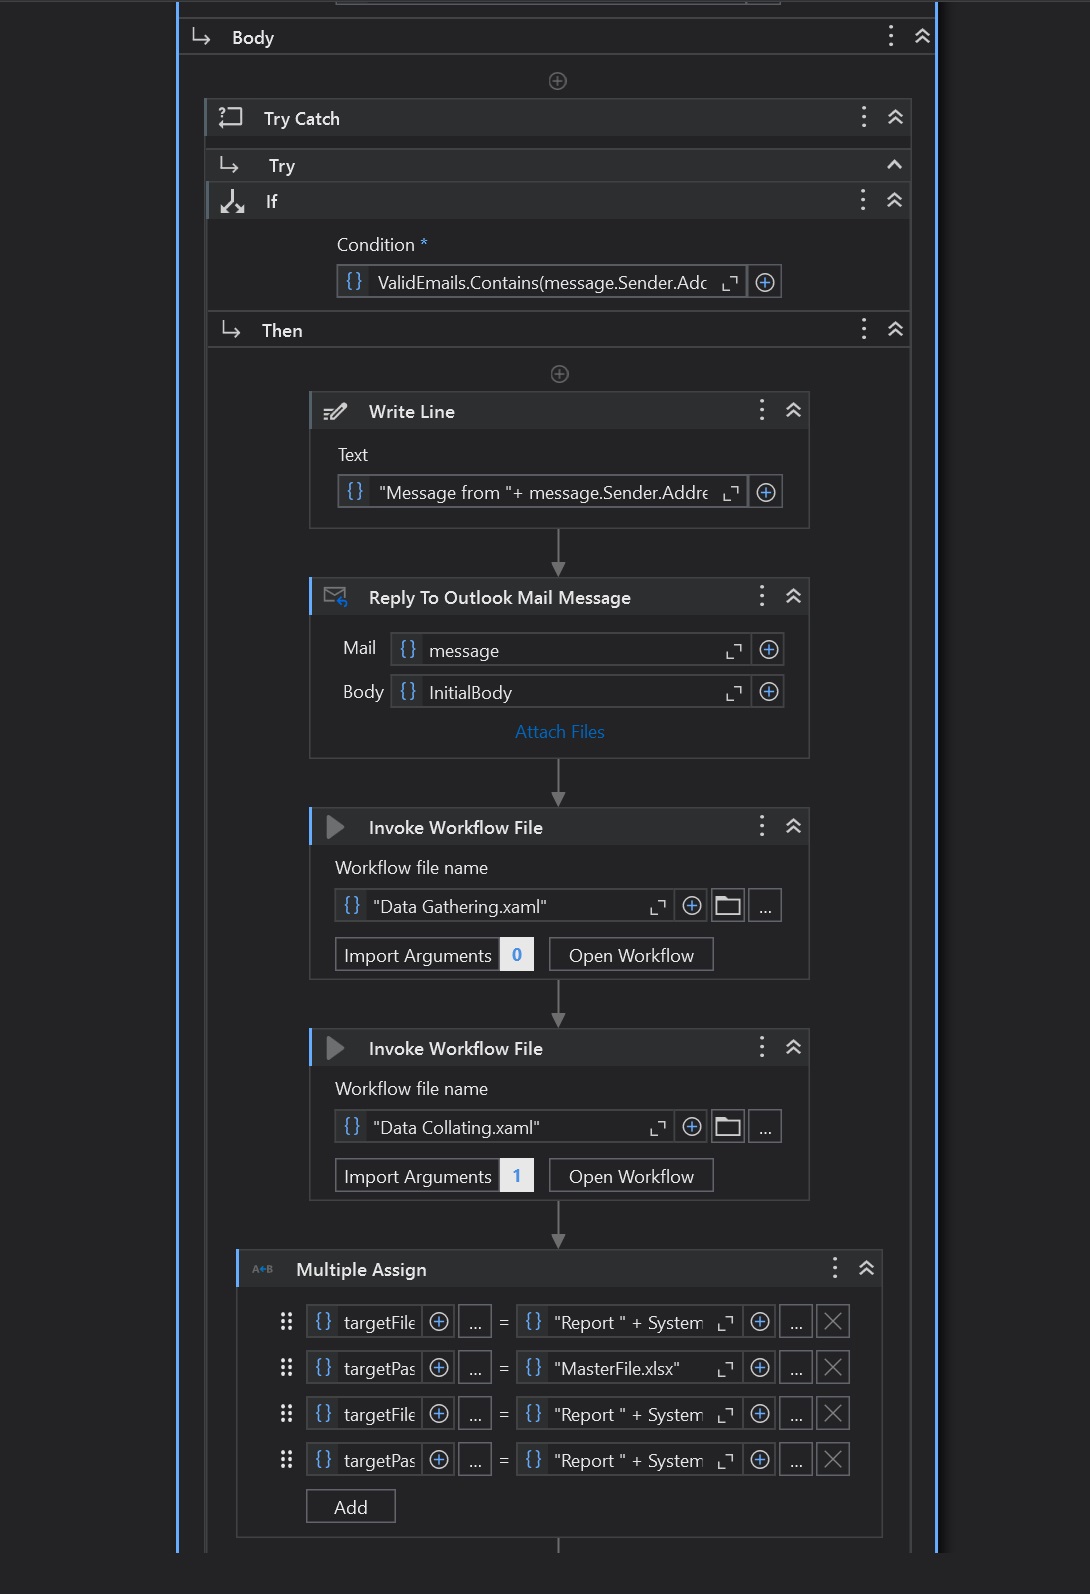 Body
Try Catch
Try
If
Condition *
{} ValidEmails.Contains(message.Sender.Adc
Then
Write Line
Text
{} "Message from "+ message.Sender.Addre
Reply To Outlook Mail Message
Mail {} message
Body {} InitialBody
Attach Files
Invoke Workflow File
Workflow file name
{} "Data Gathering.xaml" ...
Import Arguments 0 Open Workflow
Invoke Workflow File
Workflow file name
{} "Data Collating.xaml" ...
Import Arguments 1 Open Workflow
A←B Multiple Assign
{} targetFile ... = {} "Report " + System ...
{} targetPas ... = {} "MasterFile.xlsx" ...
{} targetFile ... = {} "Report " + System ...
{} targetPas ... = {} "Report " + System ...
Add